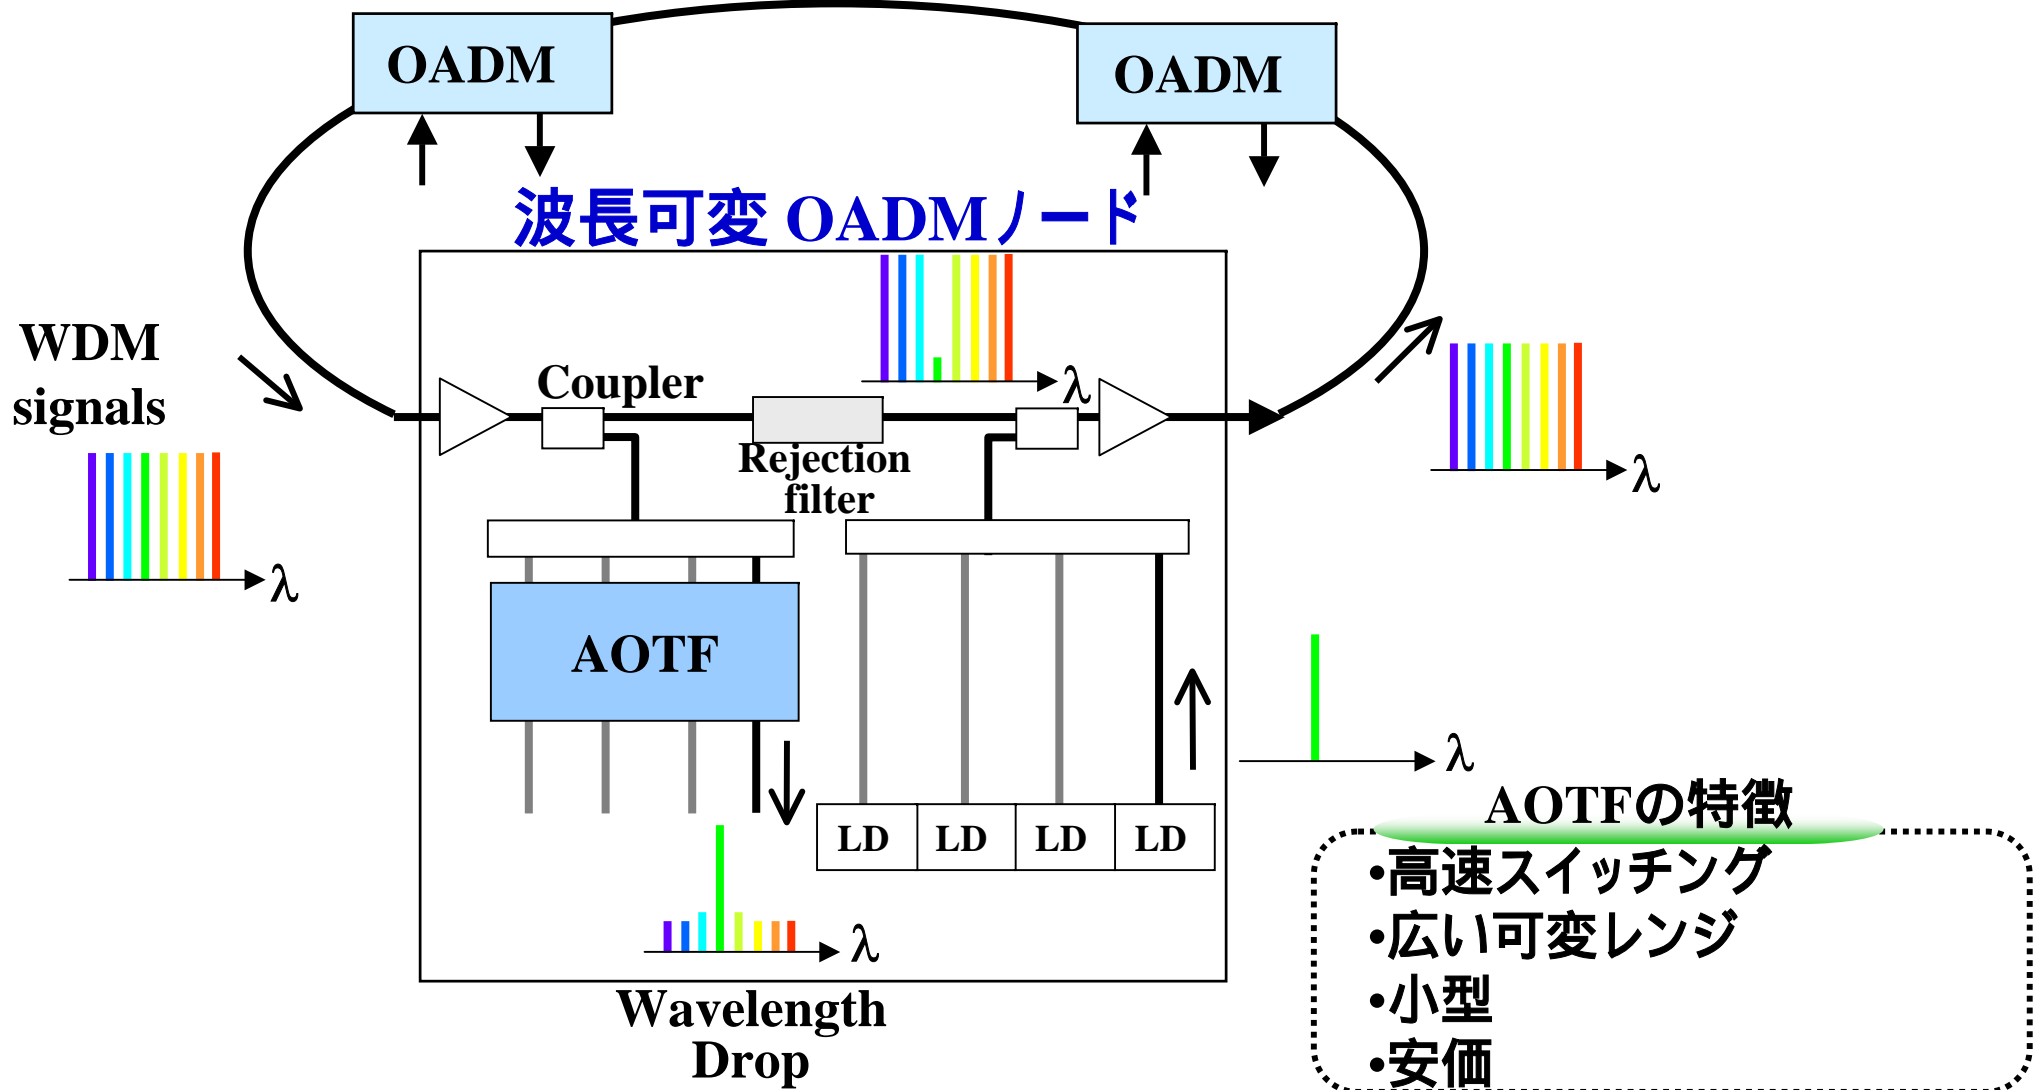 OADM
OADM
波長可変 OADMノード
WDM
signals
Coupler
λ
Rejection
filter
λ
λ
AOTF
λ
LD LD LD LD
λ
Wavelength
Drop
AOTFの特徴
•高速スイッチング
•広い可変レンジ
•小型
•安価